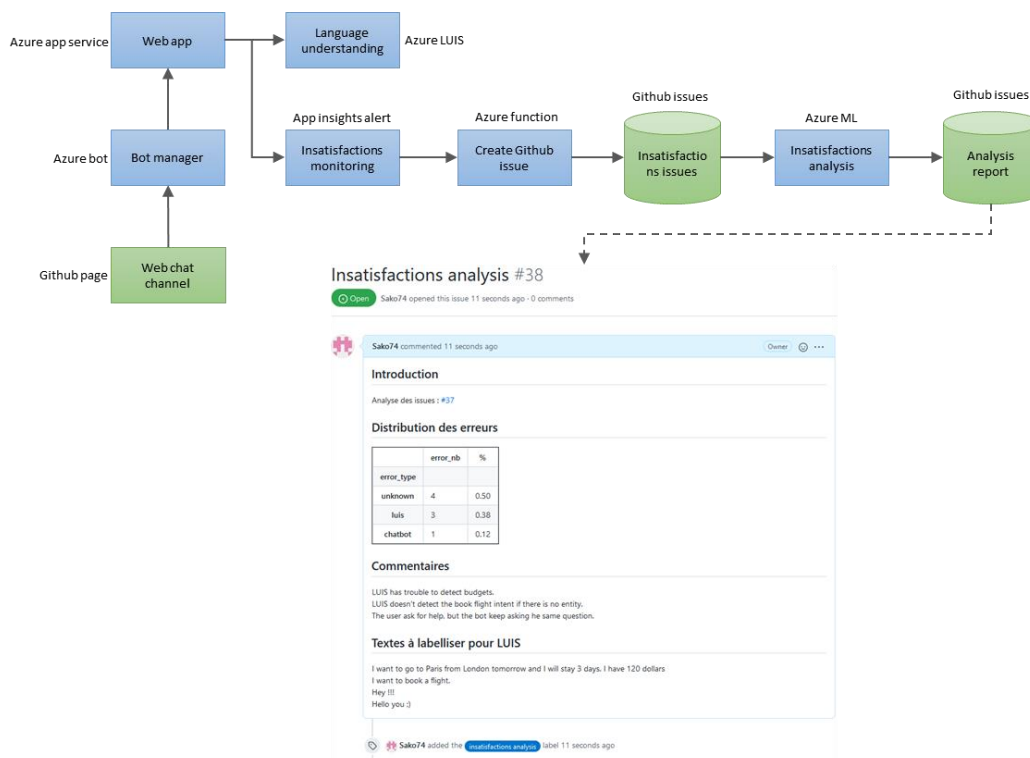 Azure app service
Web app
Language
understanding
Azure LUIS
Github issues
Github issues
App insights alert
Azure function
Azure ML
Azure bot
Bot manager
Insatisfactions
monitoring
Create Github
issue
Insatisfactio
ns issues
Insatisfactions
analysis
Analysis
report
Github page
Web chat
channel
Insatisfactions analysis #38
Open Sako74 opened this issue 11 seconds ago · 0 comments
Sako74 commented 11 seconds ago Owner ...
Introduction
Analyse des issues : #37
Distribution des erreurs
error_nb %
error_type
unknown 4 0.50
luis 3 0.38
chatbot 1 0.12
Commentaires
LUIS has trouble to detect budgets.
LUIS doesn't detect the book flight intent if there is no entity.
The user ask for help, but the bot keep asking he same question.
Textes à labelliser pour LUIS
I want to go to Paris from London tomorrow and I will stay 3 days. I have 120 dollars
I want to book a flight.
Hey !!!
Hello you :)
Sako74 added the insatisfactions analysis label 11 seconds ago